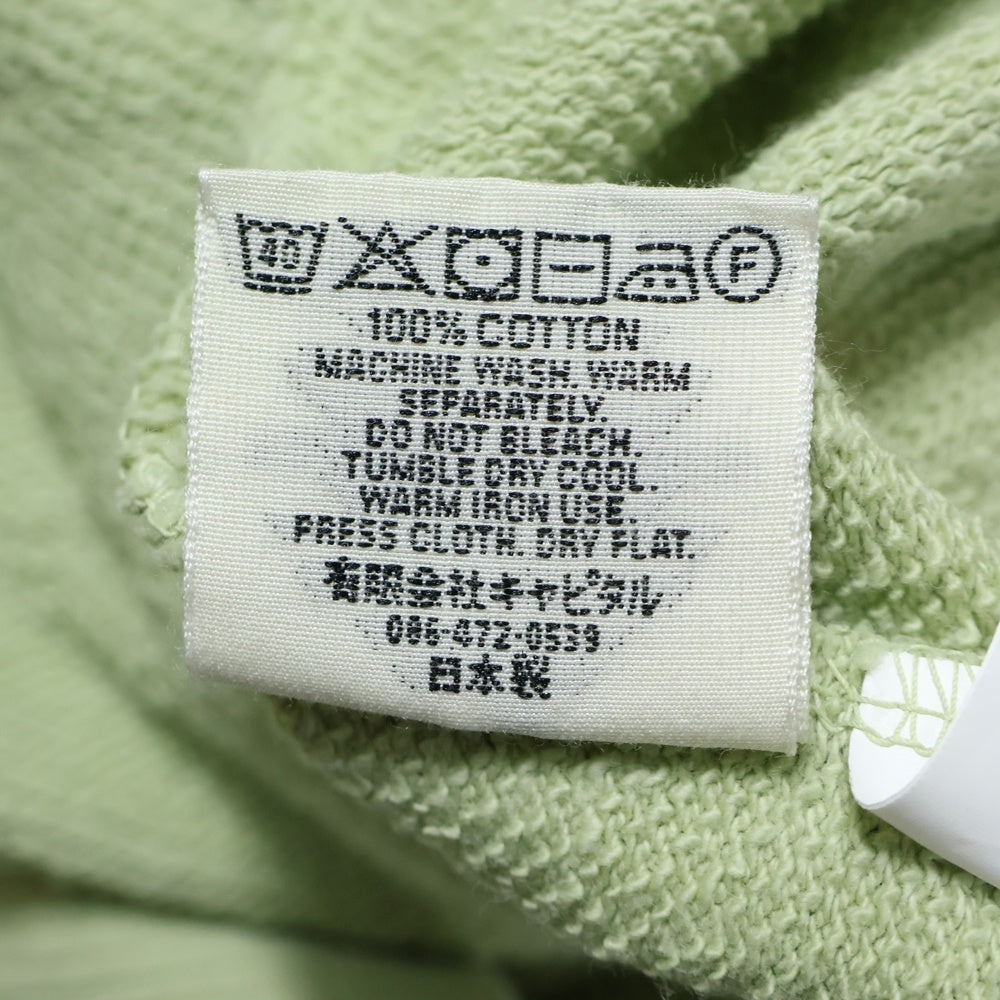 40 F
100% COTTON
MACHINE WASH. WARM
SEPARATELY.
DO NOT BLEACH.
TUMBLE DRY COOL.
WARM IRON USE.
PRESS CLOTH. DRY FLAT.
有限会社キャピタル
086-472-0539
日本製